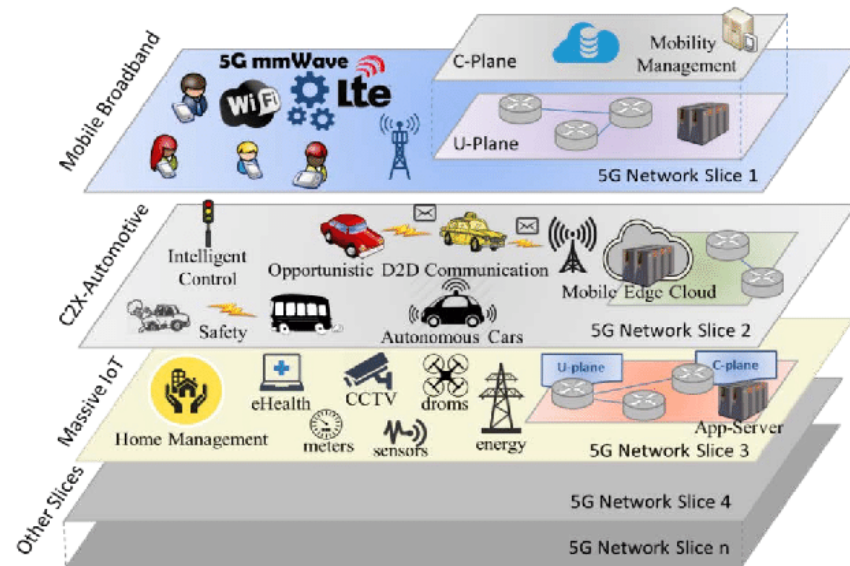 Mobile Broadband
5G mmWave
WiFi
Lte
C-Plane
Mobility
Management
U-Plane
5G Network Slice 1
C2X-Automotive
Intelligent
Control
Opportunistic D2D Communication
Mobile Edge Cloud
Safety
Autonomous Cars
5G Network Slice 2
Massive IoT
Home Management
eHealth
CCTV
droms
meters
sensors
energy
U-plane
C-plane
App-Server
5G Network Slice 3
Other Slices
5G Network Slice 4
5G Network Slice n